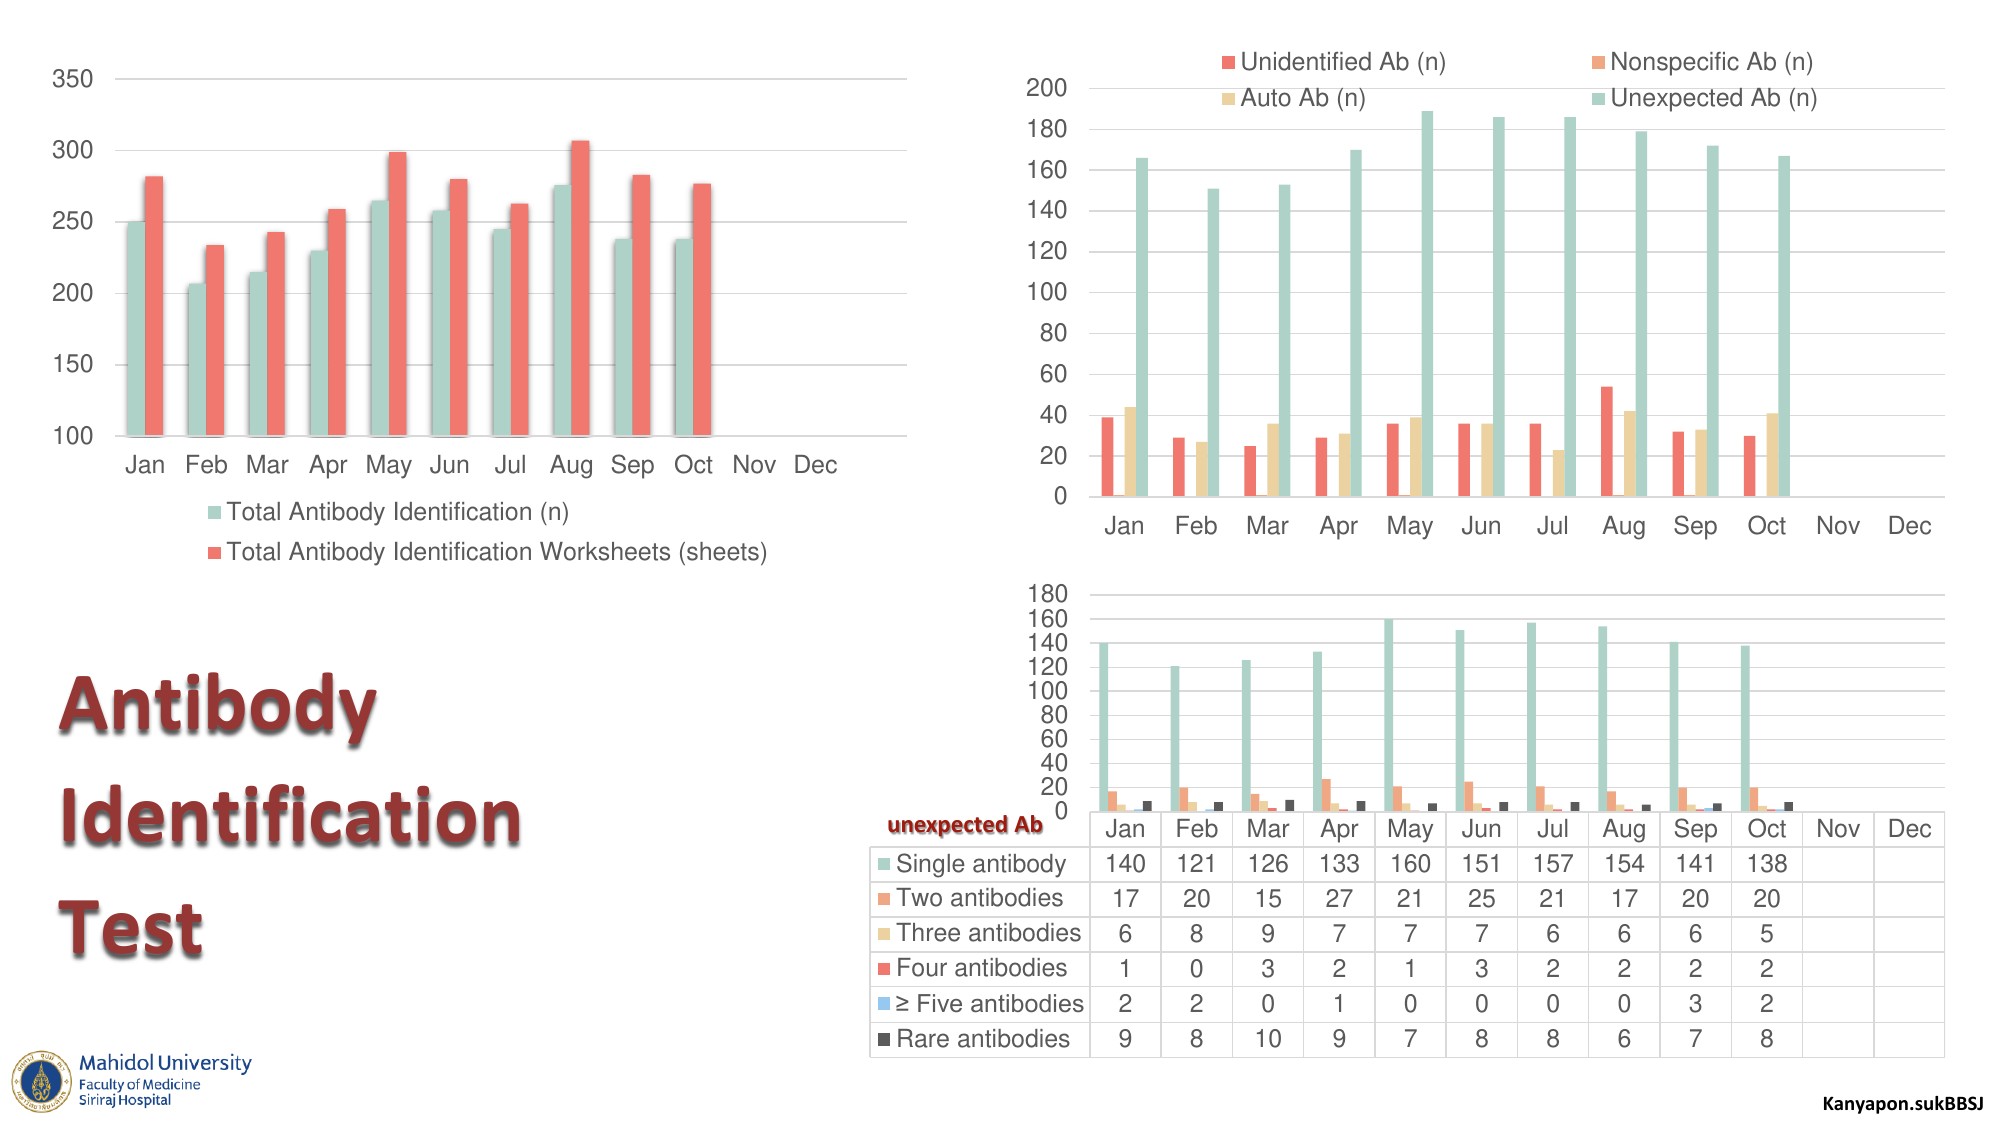 350
300
250
200
150
100
Jan Feb Mar Apr May Jun Jul Aug Sep Oct Nov Dec
Total Antibody Identification (n)
Total Antibody Identification Worksheets (sheets)
Unidentified Ab (n) Nonspecific Ab (n)
Auto Ab (n) Unexpected Ab (n)
200
180
160
140
120
100
80
60
40
20
0
Jan Feb Mar Apr May Jun Jul Aug Sep Oct Nov Dec
180
160
140
120
100
80
60
40
20
0
unexpected Ab Jan Feb Mar Apr May Jun Jul Aug Sep Oct Nov Dec
Single antibody 140 121 126 133 160 151 157 154 141 138
Two antibodies 17 20 15 27 21 25 21 17 20 20
Three antibodies 6 8 9 7 7 7 6 6 6 5
Four antibodies 1 0 3 2 1 3 2 2 2 2
≥ Five antibodies 2 2 0 1 0 0 0 0 3 2
Rare antibodies 9 8 10 9 7 8 8 6 7 8
Antibody
Identification
Test
Mahidol University
Faculty of Medicine
Siriraj Hospital
Kanyapon.sukBBSJ